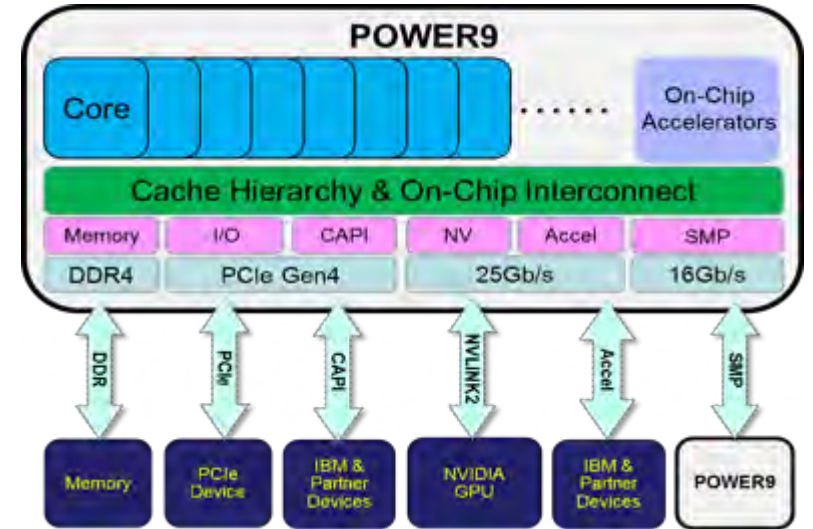 POWER9
Core
......
On-Chip
Accelerators
Cache Hierarchy & On-Chip Interconnect
Memory
I/O
CAPI
NV
Accel
SMP
DDR4
PCIe Gen4
25Gb/s
16Gb/s
DDR
PCIe
CAPI
NVLINK2
Accel
SMP
Memory
PCIe
Device
IBM &
Partner
Devices
NVIDIA
GPU
IBM &
Partner
Devices
POWER9